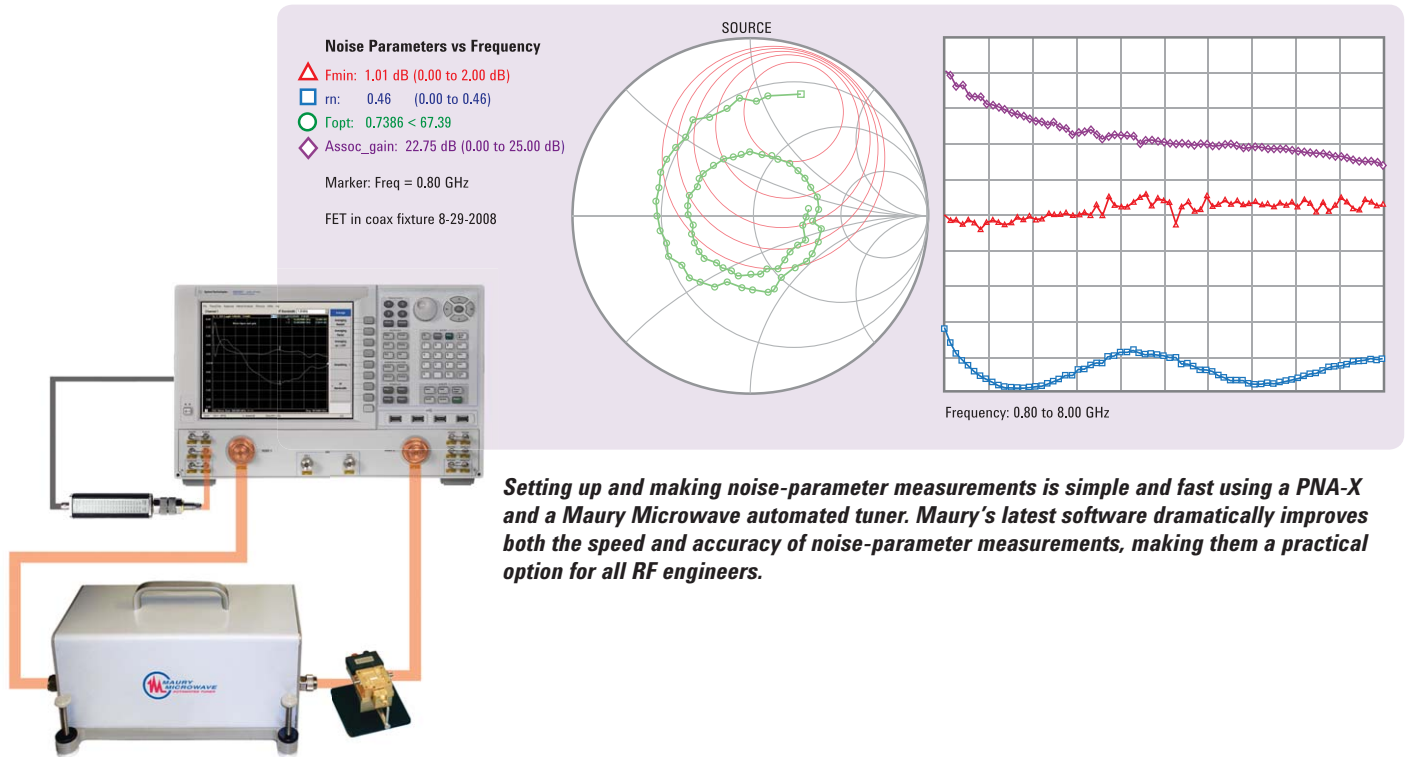 Noise Parameters vs Frequency
Fmin: 1.01 dB (0.00 to 2.00 dB)
rn: 0.46 (0.00 to 0.46)
Γopt: 0.7386 < 67.39
Assoc_gain: 22.75 dB (0.00 to 25.00 dB)
Marker: Freq = 0.80 GHz
FET in coax fixture 8-29-2008
SOURCE
Frequency: 0.80 to 8.00 GHz
Setting up and making noise-parameter measurements is simple and fast using a PNA-X
and a Maury Microwave automated tuner. Maury’s latest software dramatically improves
both the speed and accuracy of noise-parameter measurements, making them a practical
option for all RF engineers.
MAURY
MICROWAVE
AUTOMATED TUNER